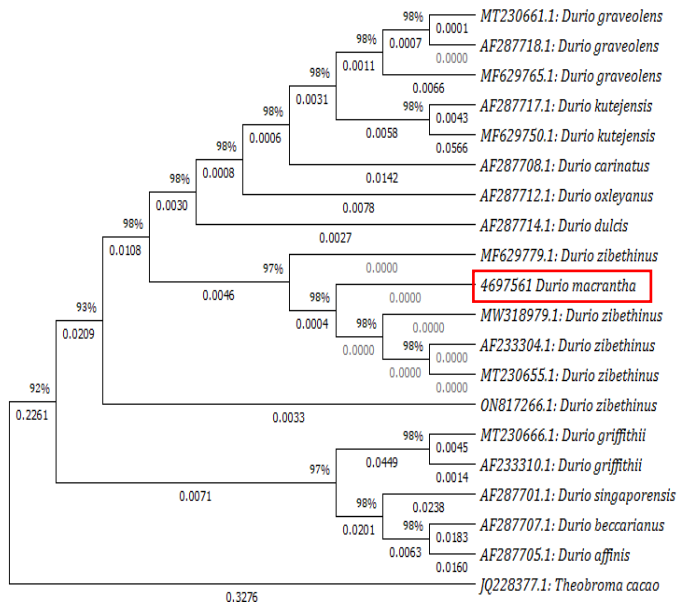 98%
MT230661.1: Durio graveolens
0.0001
98%
0.0007
AF287718.1: Durio graveolens
0.0000
98%
0.0011
MF629765.1: Durio graveolens
0.0066
98%
0.0031
98%
AF287717.1: Durio kutejensis
0.0043
0.0058
MF629750.1: Durio kutejensis
0.0566
98%
0.0006
AF287708.1: Durio carinatus
0.0142
98%
0.0008
AF287712.1: Durio oxleyanus
0.0078
98%
0.0030
AF287714.1: Durio dulcis
0.0027
98%
0.0108
MF629779.1: Durio zibethinus
0.0000
97%
0.0046
4697561 Durio macrantha
0.0000
98%
0.0004
MW318979.1: Durio zibethinus
0.0000
98%
0.0000
98%
AF233304.1: Durio zibethinus
0.0000
0.0000
MT230655.1: Durio zibethinus
0.0000
93%
0.0209
ON817266.1: Durio zibethinus
0.0033
92%
0.2261
98%
MT230666.1: Durio griffithii
0.0045
0.0449
AF233310.1: Durio griffithii
0.0014
97%
0.0071
AF287701.1: Durio singaporensis
0.0238
98%
0.0201
98%
AF287707.1: Durio beccarianus
0.0183
0.0063
AF287705.1: Durio affinis
0.0160
JQ228377.1: Theobroma cacao
0.3276